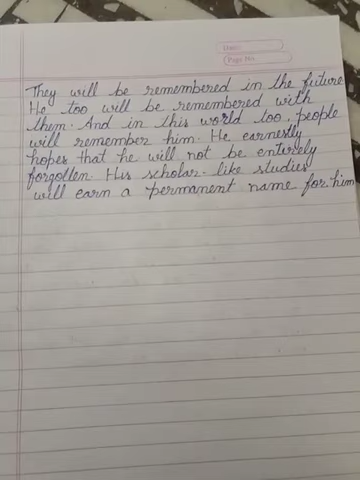 Date:
Page No.
They will be remembered in the future
He too will be remembered with
them. And in this world too, people
will remember him. He earnestly
hopes that he will not be entirely
forgotten. His scholar-like studies
will earn a permanent name for him